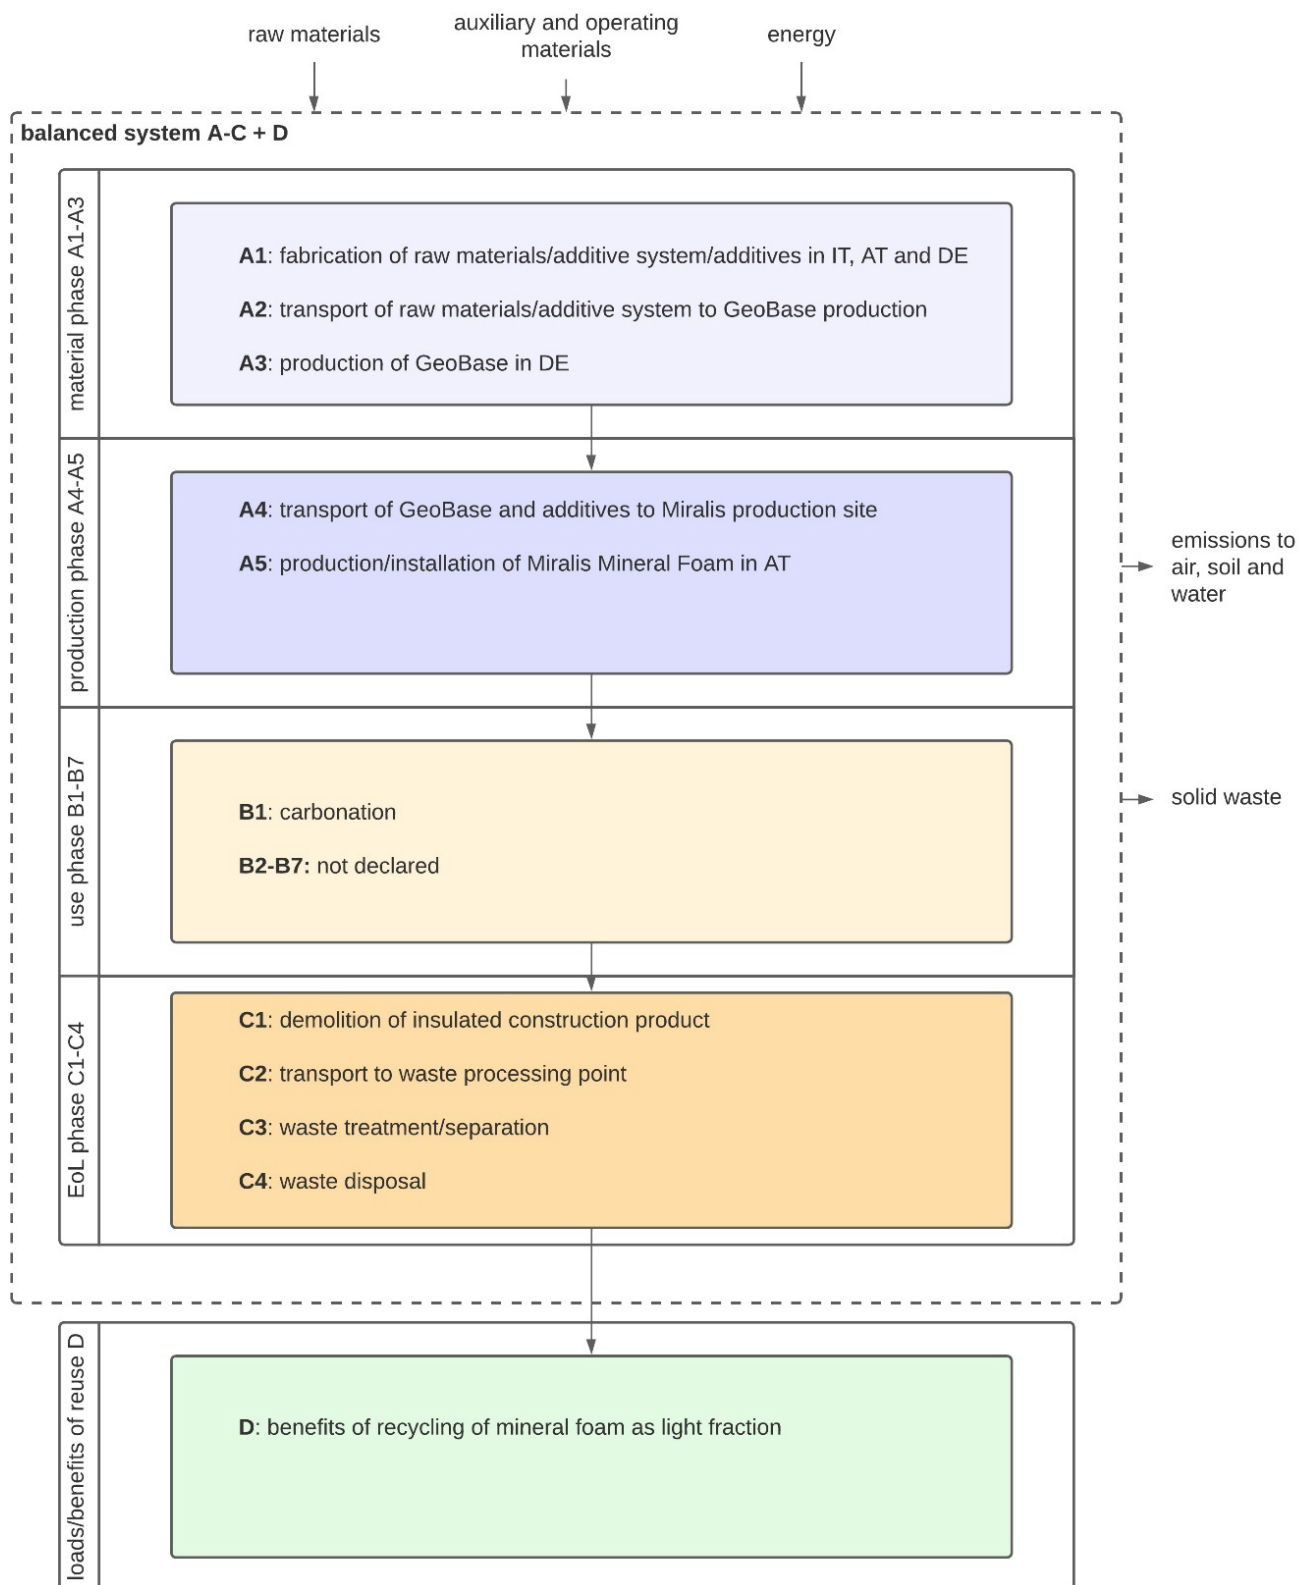 raw materials
auxiliary and operating
materials
energy
balanced system A-C + D
material phase A1-A3
A1: fabrication of raw materials/additive system/additives in IT, AT and DE
A2: transport of raw materials/additive system to GeoBase production
A3: production of GeoBase in DE
production phase A4-A5
A4: transport of GeoBase and additives to Miralis production site
A5: production/installation of Miralis Mineral Foam in AT
emissions to
air, soil and
water
use phase B1-B7
B1: carbonation
B2-B7: not declared
solid waste
EoL phase C1-C4
C1: demolition of insulated construction product
C2: transport to waste processing point
C3: waste treatment/separation
C4: waste disposal
loads/benefits of reuse D
D: benefits of recycling of mineral foam as light fraction